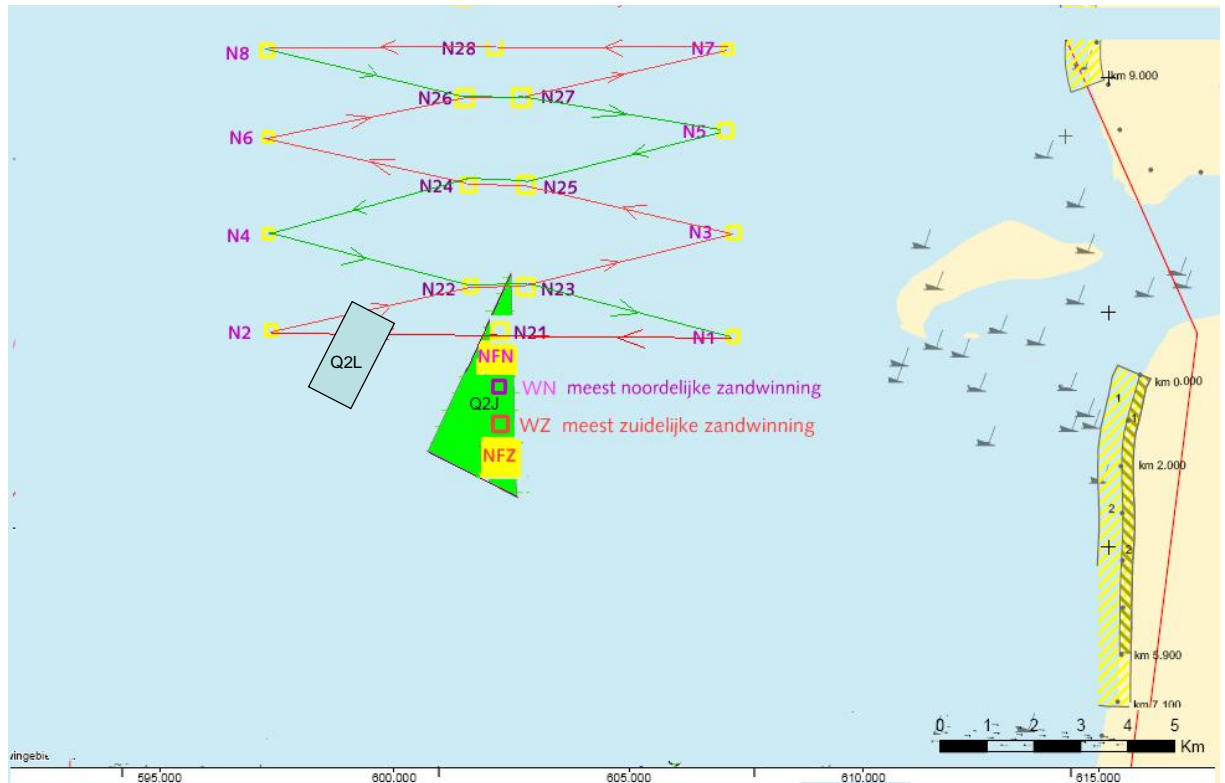 N8
N28
N7
km 9.000
N26
N27
N6
N5
N24
N25
N4
N3
N22
N23
N2
N21
N1
NFN
Q2L
km 0.000
WN meest noordelijke zandwinning
1
1
Q2J
WZ meest zuidelijke zandwinning
NFZ
km 2.000
2
2
km 5.900
km 7.100
0 1 2 3 4 5
Km
wingebie
595.000 600.000 605.000 610.000 615.000